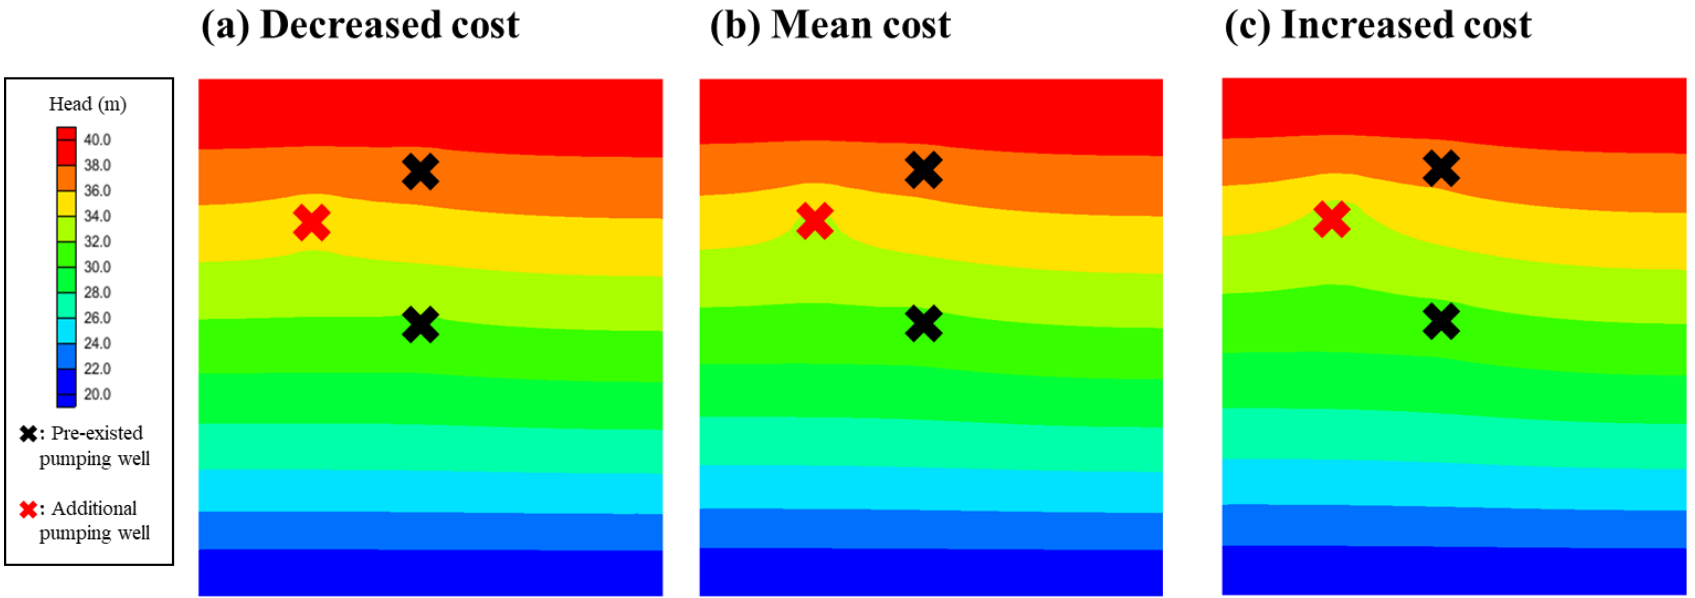 (a) Decreased cost
(b) Mean cost
(c) Increased cost
Head (m)
40.0
38.0
36.0
34.0
32.0
30.0
28.0
26.0
24.0
22.0
20.0
: Pre-existed
pumping well
: Additional
pumping well